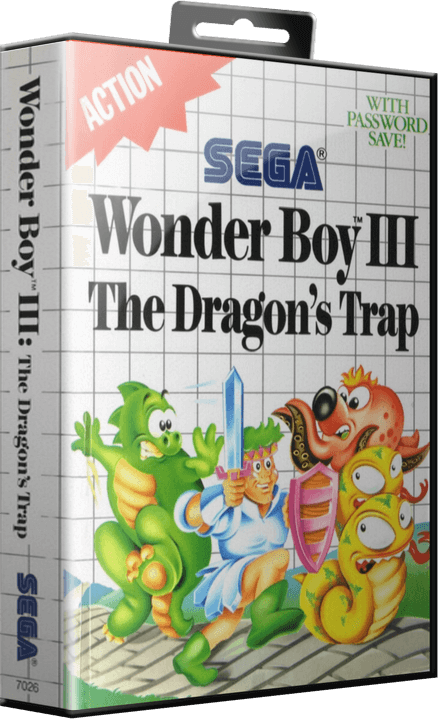 ACTION
WITH
PASSWORD
SAVE!
SEGA®
Wonder Boy™ III
The Dragon's Trap
Wonder Boy™ III: The Dragon's Trap
SEGA®
7026